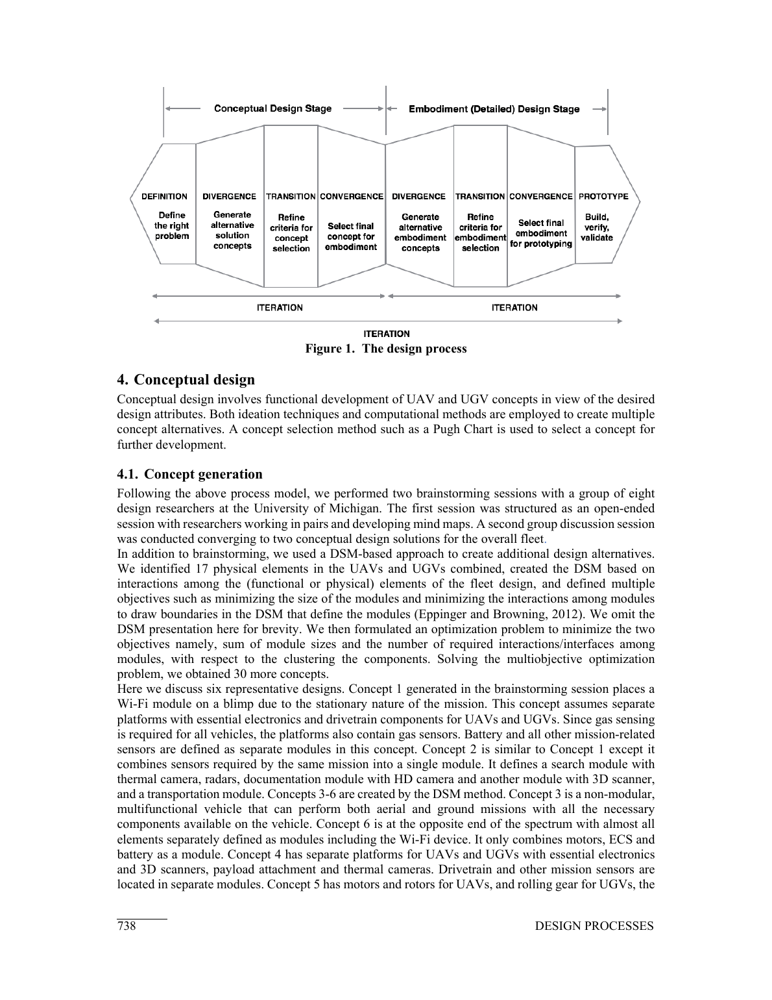 Conceptual Design Stage
Embodiment (Detailed) Design Stage
DEFINITION
Define
the right
problem
DIVERGENCE
Generate
alternative
solution
concepts
TRANSITION
Refine
criteria for
concept
selection
CONVERGENCE
Select final
concept for
embodiment
DIVERGENCE
Generate
alternative
embodiment
concepts
TRANSITION
Refine
criteria for
embodiment
selection
CONVERGENCE
Select final
embodiment
for prototyping
PROTOTYPE
Build,
verify,
validate
ITERATION
ITERATION
ITERATION
Figure 1. The design process
4. Conceptual design
Conceptual design involves functional development of UAV and UGV concepts in view of the desired
design attributes. Both ideation techniques and computational methods are employed to create multiple
concept alternatives. A concept selection method such as a Pugh Chart is used to select a concept for
further development.
4.1. Concept generation
Following the above process model, we performed two brainstorming sessions with a group of eight
design researchers at the University of Michigan. The first session was structured as an open-ended
session with researchers working in pairs and developing mind maps. A second group discussion session
was conducted converging to two conceptual design solutions for the overall fleet.
In addition to brainstorming, we used a DSM-based approach to create additional design alternatives.
We identified 17 physical elements in the UAVs and UGVs combined, created the DSM based on
interactions among the (functional or physical) elements of the fleet design, and defined multiple
objectives such as minimizing the size of the modules and minimizing the interactions among modules
to draw boundaries in the DSM that define the modules (Eppinger and Browning, 2012). We omit the
DSM presentation here for brevity. We then formulated an optimization problem to minimize the two
objectives namely, sum of module sizes and the number of required interactions/interfaces among
modules, with respect to the clustering the components. Solving the multiobjective optimization
problem, we obtained 30 more concepts.
Here we discuss six representative designs. Concept 1 generated in the brainstorming session places a
Wi-Fi module on a blimp due to the stationary nature of the mission. This concept assumes separate
platforms with essential electronics and drivetrain components for UAVs and UGVs. Since gas sensing
is required for all vehicles, the platforms also contain gas sensors. Battery and all other mission-related
sensors are defined as separate modules in this concept. Concept 2 is similar to Concept 1 except it
combines sensors required by the same mission into a single module. It defines a search module with
thermal camera, radars, documentation module with HD camera and another module with 3D scanner,
and a transportation module. Concepts 3-6 are created by the DSM method. Concept 3 is a non-modular,
multifunctional vehicle that can perform both aerial and ground missions with all the necessary
components available on the vehicle. Concept 6 is at the opposite end of the spectrum with almost all
elements separately defined as modules including the Wi-Fi device. It only combines motors, ECS and
battery as a module. Concept 4 has separate platforms for UAVs and UGVs with essential electronics
and 3D scanners, payload attachment and thermal cameras. Drivetrain and other mission sensors are
located in separate modules. Concept 5 has motors and rotors for UAVs, and rolling gear for UGVs, the
738
DESIGN PROCESSES